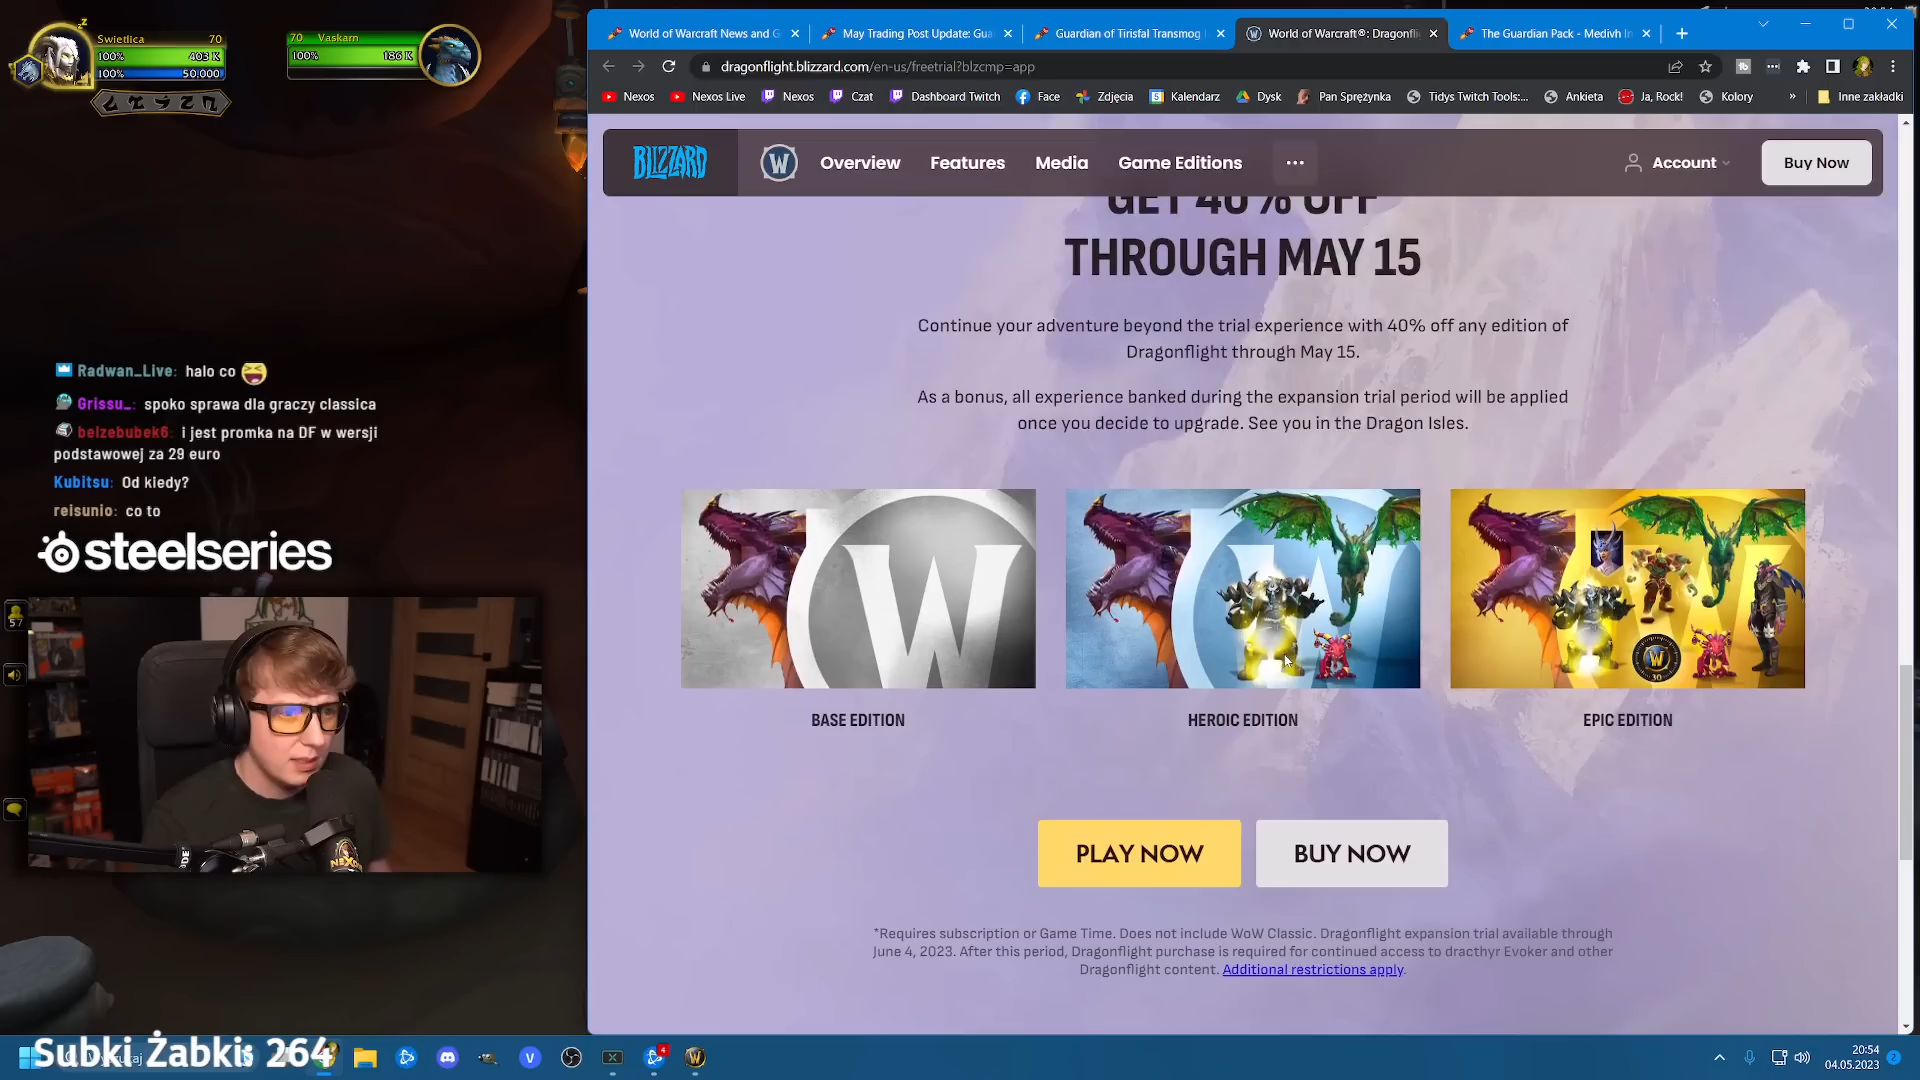 Swietlica 70
100% 403 K
100% 50,000
70 Vaskarn
100% 186 K
World of Warcraft News and G
May Trading Post Update: Gua
Guardian of Tirisfal Transmog
World of Warcraft®: Dragonfli
The Guardian Pack - Medivh In
dragonflight.blizzard.com/en-us/freetrial?blzcmp=app
Nexos
Nexos Live
Nexos
Czat
Dashboard Twitch
Face
Zdjęcia
Kalendarz
Dysk
Pan Sprężynka
Tidys Twitch Tools:...
Ankieta
Ja, Rock!
Kolory
»
Inne zakładki
BLIZZARD
W
Overview
Features
Media
Game Editions
Account
Buy Now
GET 40% OFF
THROUGH MAY 15
Continue your adventure beyond the trial experience with 40% off any edition of
Dragonflight through May 15.
As a bonus, all experience banked during the expansion trial period will be applied
once you decide to upgrade. See you in the Dragon Isles.
BASE EDITION
HEROIC EDITION
EPIC EDITION
30
PLAY NOW
BUY NOW
*Requires subscription or Game Time. Does not include WoW Classic. Dragonflight expansion trial available through
June 4, 2023. After this period, Dragonflight purchase is required for continued access to dracthyr Evoker and other
Dragonflight content. Additional restrictions apply.
Radwan_Live: halo co
Grissu_: spoko sprawa dla graczy classica
belzebubek6: i jest promka na DF w wersji
podstawowej za 29 euro
Kubitsu: Od kiedy?
reisunio: co to
steelseries
57
Subki Żabki: 264
4
20:54
04.05.2023
2